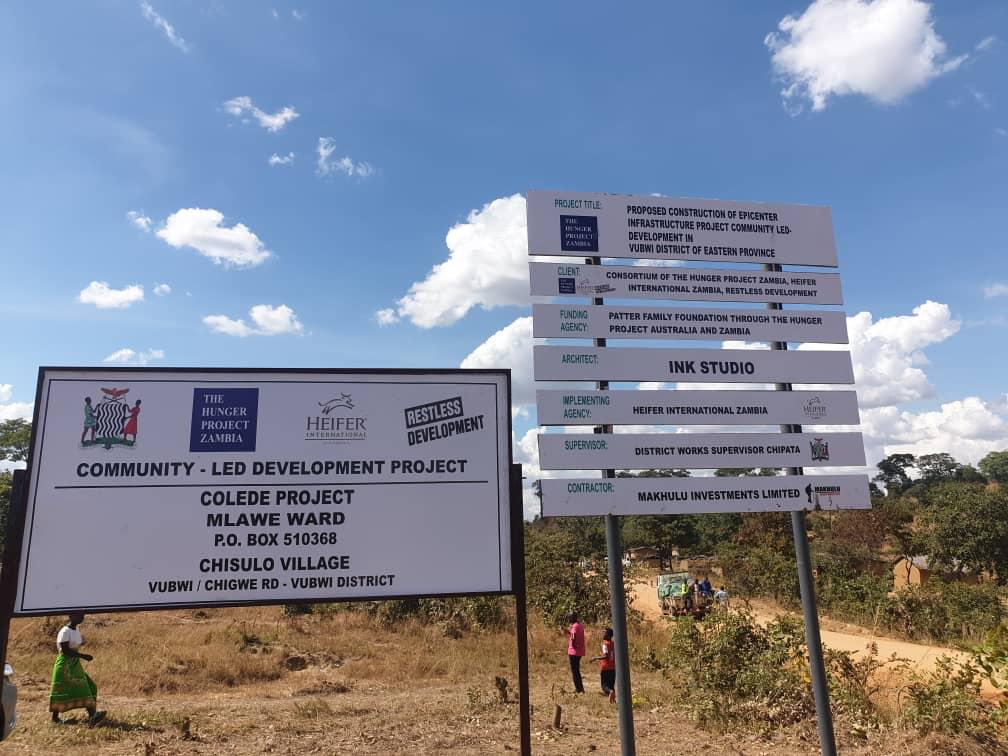 THE
HUNGER
PROJECT
ZAMBIA
HEIFER
INTERNATIONAL
RESTLESS
DEVELOPMENT
COMMUNITY - LED DEVELOPMENT PROJECT
COLEDE PROJECT
MLAWE WARD
P.O. BOX 510368
CHISULO VILLAGE
VUBWI / CHIGWE RD - VUBWI DISTRICT
PROJECT TITLE:
THE
HUNGER
PROJECT
ZAMBIA
PROPOSED CONSTRUCTION OF EPICENTER
INFRASTRUCTURE PROJECT COMMUNITY LED-
DEVELOPMENT IN
VUBWI DISTRICT OF EASTERN PROVINCE
CLIENT:
CONSORTIUM OF THE HUNGER PROJECT ZAMBIA, HEIFER
INTERNATIONAL ZAMBIA, RESTLESS DEVELOPMENT
FUNDING
AGENCY:
PATTER FAMILY FOUNDATION THROUGH THE HUNGER
PROJECT AUSTRALIA AND ZAMBIA
ARCHITECT:
INK STUDIO
IMPLEMENTING
AGENCY:
HEIFER INTERNATIONAL ZAMBIA
HEIFER
SUPERVISOR:
DISTRICT WORKS SUPERVISOR CHIPATA
CONTRACTOR:
MAKHULU INVESTMENTS LIMITED
MAKHULU